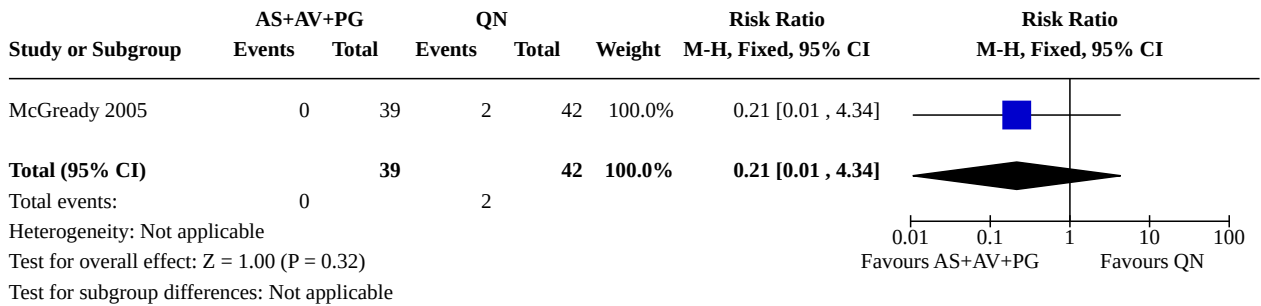 AS+AV+PG QN Risk Ratio Risk Ratio
Study or Subgroup Events Total Events Total Weight M-H, Fixed, 95% CI M-H, Fixed, 95% CI
McGready 2005 0 39 2 42 100.0% 0.21 [0.01 , 4.34]
Total (95% CI) 39 42 100.0% 0.21 [0.01 , 4.34]
Total events: 0 2
Heterogeneity: Not applicable 0.01 0.1 1 10 100
Test for overall effect: Z = 1.00 (P = 0.32) Favours AS+AV+PG Favours QN
Test for subgroup differences: Not applicable